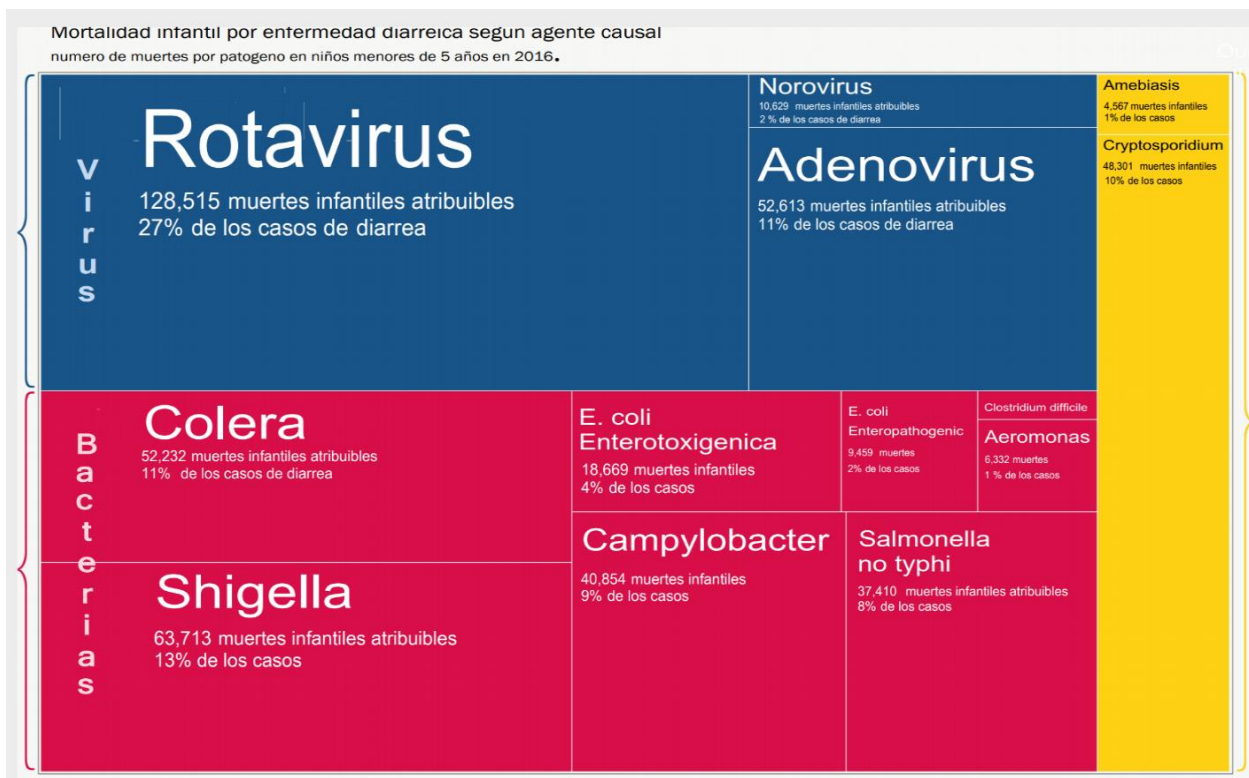 Mortalidad infantil por enfermedad diarreica segun agente causal
numero de muertes por patogeno en niños menores de 5 años en 2016.
Virus
Rotavirus
128,515 muertes infantiles atribuibles
27% de los casos de diarrea
Norovirus
10,629 muertes infantiles atribuibles
2 % de los casos de diarrea
Adenovirus
52,613 muertes infantiles atribuibles
11% de los casos de diarrea
Amebiasis
4,567 muertes infantiles
1% de los casos
Cryptosporidium
48,301 muertes infantiles
10% de los casos
Bacterias
Colera
52,232 muertes infantiles atribuibles
11% de los casos de diarrea
Shigella
63,713 muertes infantiles atribuibles
13% de los casos
E. coli
Enterotoxigenica
18,669 muertes infantiles
4% de los casos
E. coli
Enteropathogenic
9,459 muertes
2% de los casos
Clostridium difficile
Aeromonas
6,332 muertes
1 % de los casos
Campylobacter
40,854 muertes infantiles
9% de los casos
Salmonella
no typhi
37,410 muertes infantiles atribuibles
8% de los casos